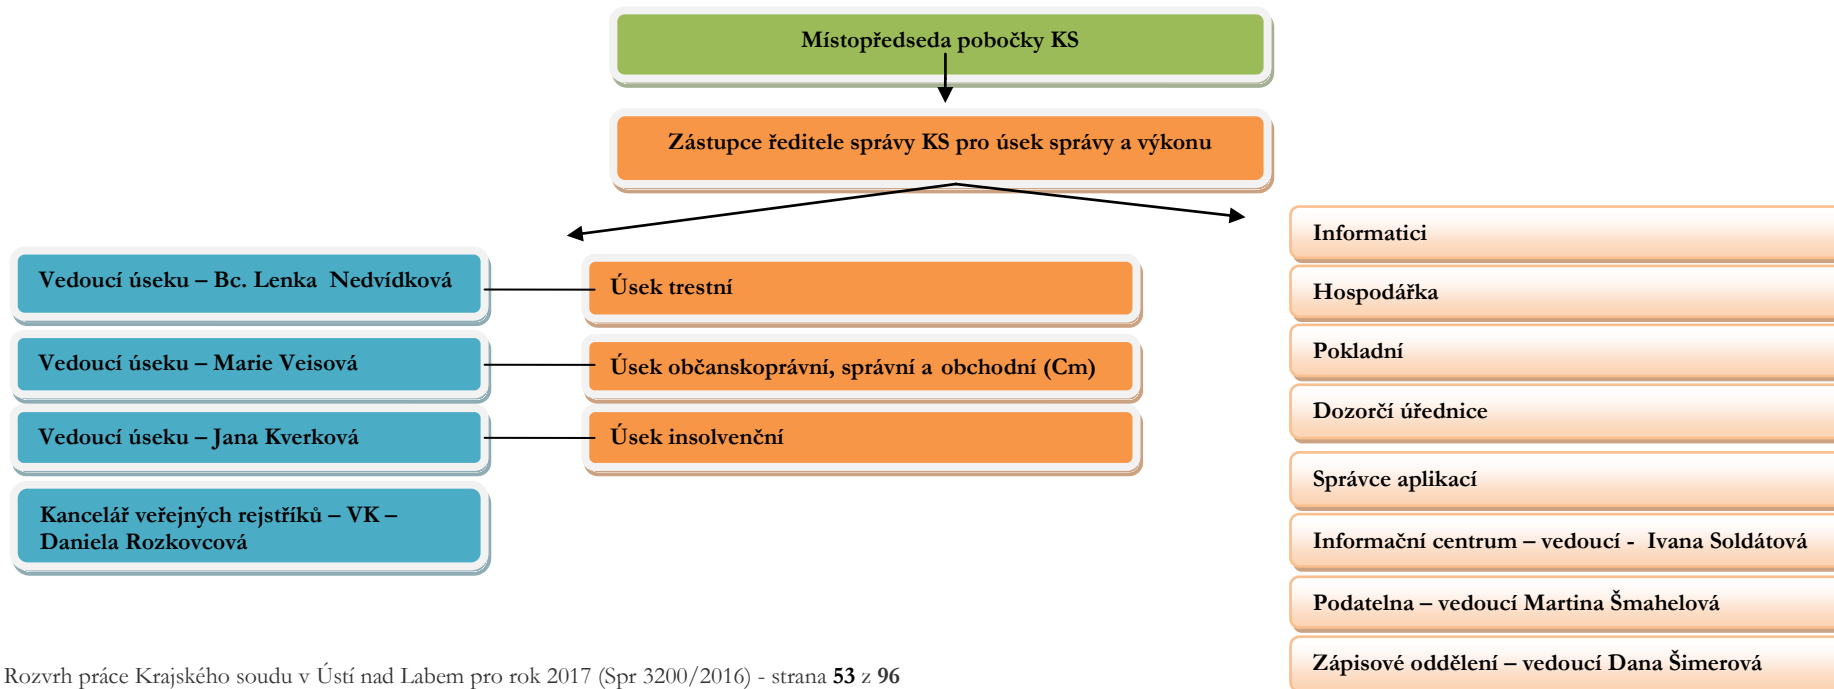 Místopředseda pobočky KS
Zástupce ředitele správy KS pro úsek správy a výkonu
Vedoucí úseku – Bc. Lenka Nedvídková
Úsek trestní
Vedoucí úseku – Marie Veisová
Úsek občanskoprávní, správní a obchodní (Cm)
Vedoucí úseku – Jana Kverková
Úsek insolvenční
Kancelář veřejných rejstříků – VK –
Daniela Rozkovcová
Informatici
Hospodářka
Pokladní
Dozorčí úřednice
Správce aplikací
Informační centrum – vedoucí - Ivana Soldátová
Podatelna – vedoucí Martina Šmahelová
Zápisové oddělení – vedoucí Dana Šimerová
Rozvrh práce Krajského soudu v Ústí nad Labem pro rok 2017 (Spr 3200/2016) - strana 53 z 96